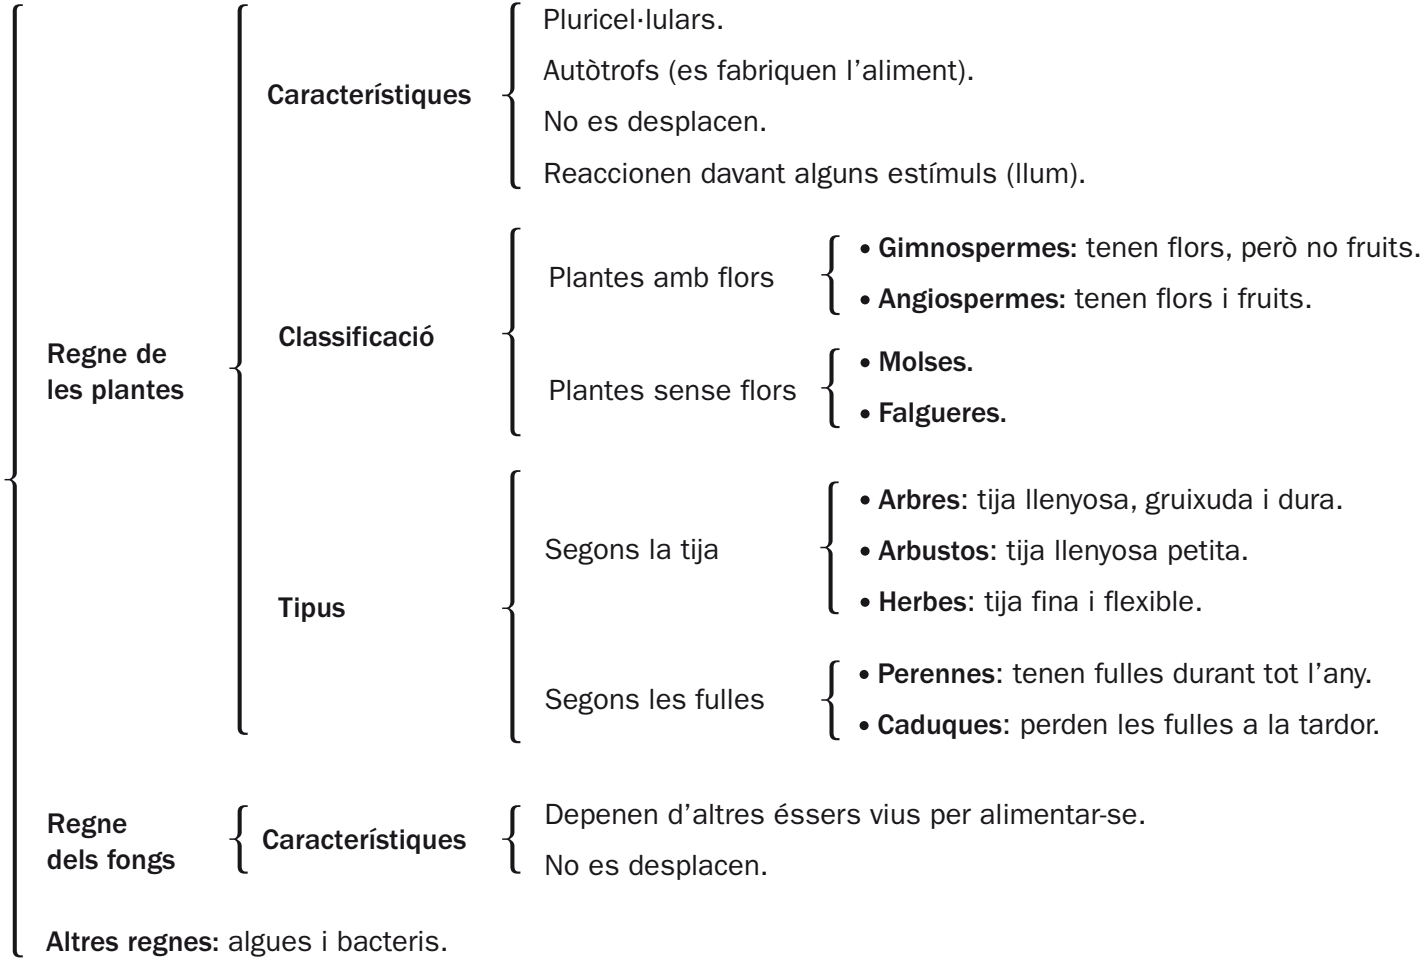 Regne de
les plantes
Característiques
Pluricel·lulars.
Autòtrofs (es fabriquen l’aliment).
No es desplacen.
Reaccionen davant alguns estímuls (llum).
Classificació
Plantes amb flors
• Gimnospermes: tenen flors, però no fruits.
• Angiospermes: tenen flors i fruits.
Plantes sense flors
• Molses.
• Falgueres.
Tipus
Segons la tija
• Arbres: tija llenyosa, gruixuda i dura.
• Arbustos: tija llenyosa petita.
• Herbes: tija fina i flexible.
Segons les fulles
• Perennes: tenen fulles durant tot l’any.
• Caduques: perden les fulles a la tardor.
Regne
dels fongs
Característiques
Depenen d’altres éssers vius per alimentar-se.
No es desplacen.
Altres regnes: algues i bacteris.